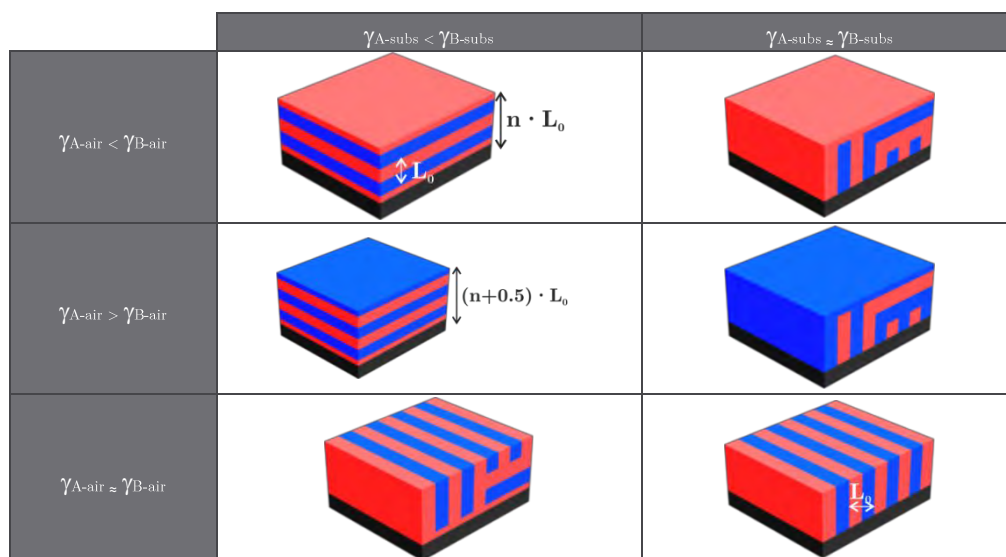 γA-subs < γB-subs
γA-subs ≈ γB-subs
γA-air < γB-air
n · L₀
L₀
γA-air > γB-air
(n+0.5) · L₀
γA-air ≈ γB-air
L₀